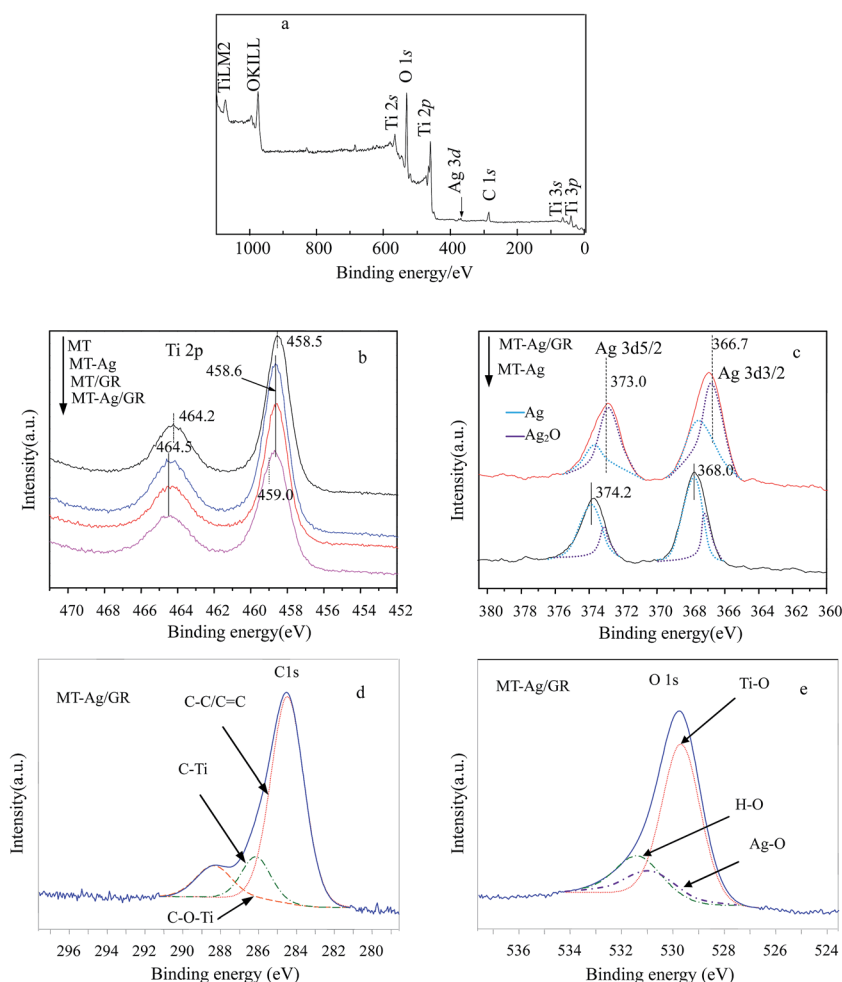 a
TiLM2
OKILL
Ti 2s
O 1s
Ti 2p
Ag 3d
C 1s
Ti 3s
Ti 3p
1000 800 600 400 200 0
Binding energy/eV
MT
MT-Ag
MT/GR
MT-Ag/GR
Ti 2p
b
458.5
458.6
464.2
464.5
459.0
Intensity(a.u.)
470 468 466 464 462 460 458 456 454 452
Binding energy(eV)
MT-Ag/GR
MT-Ag
Ag 3d5/2
366.7
c
373.0
Ag 3d3/2
Ag
Ag₂O
374.2
368.0
Intensity(a.u.)
380 378 376 374 372 370 368 366 364 362 360
Binding energy(eV)
C1s
d
MT-Ag/GR
C-C/C=C
C-Ti
C-O-Ti
Intensity(a.u.)
296 294 292 290 288 286 284 282 280
Binding energy (eV)
MT-Ag/GR
O 1s
e
Ti-O
H-O
Ag-O
Intensity(a.u.)
536 534 532 530 528 526 524
Binding energy (eV)